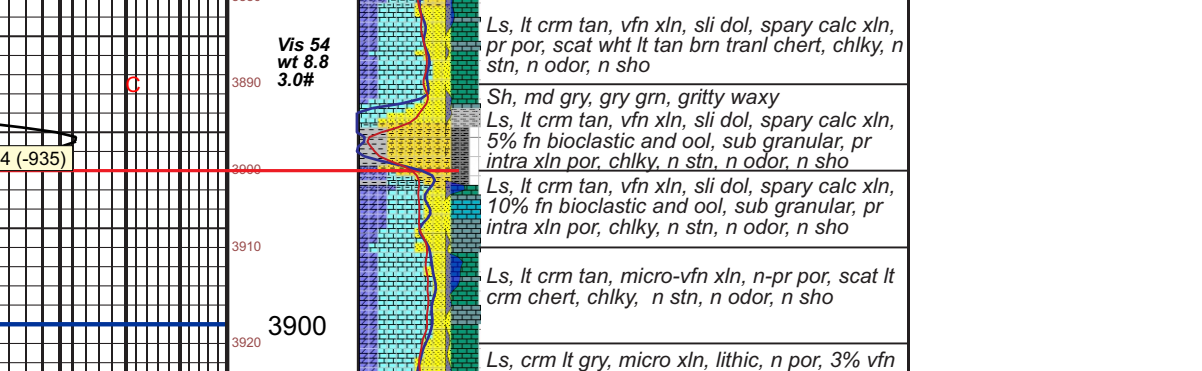 Ls, lt crm tan, vfn xln, sli dol, spary calc xln,
pr por, scat wht lt tan brn tranl chert, chlky, n
stn, n odor, n sho
Vis 54
wt 8.8
3.0#
C
3890
Sh, md gry, gry grn, gritty waxy
Ls, lt crm tan, vfn xln, sli dol, spary calc xln,
5% fn bioclastic and ool, sub granular, pr
intra xln por, chlky, n stn, n odor, n sho
4 (-935)
3900
Ls, lt crm tan, vfn xln, sli dol, spary calc xln,
10% fn bioclastic and ool, sub granular, pr
intra xln por, chlky, n stn, n odor, n sho
3910
Ls, lt crm tan, micro-vfn xln, n-pr por, scat lt
crm chert, chlky, n stn, n odor, n sho
3900
3920
Ls, crm lt gry, micro xln, lithic, n por, 3% vfn